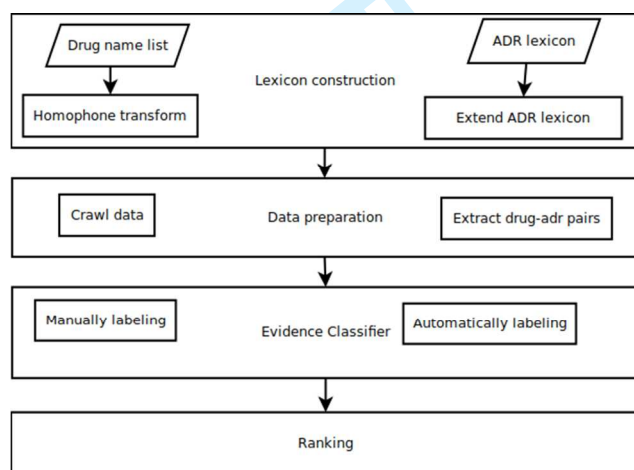 Drug name list
ADR lexicon
Lexicon construction
Homophone transform
Extend ADR lexicon
Crawl data
Data preparation
Extract drug-adr pairs
Manually labeling
Evidence Classifier
Automatically labeling
Ranking